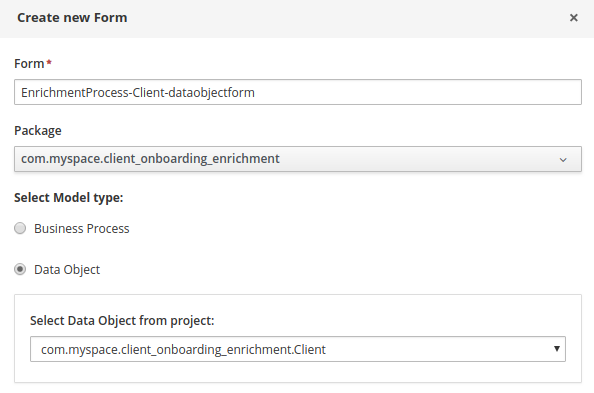 Create new Form ×
Form*
EnrichmentProcess-Client-dataobjectform
Package
com.myspace.client_onboarding_enrichment
Select Model type:
Business Process
Data Object
Select Data Object from project:
com.myspace.client_onboarding_enrichment.Client